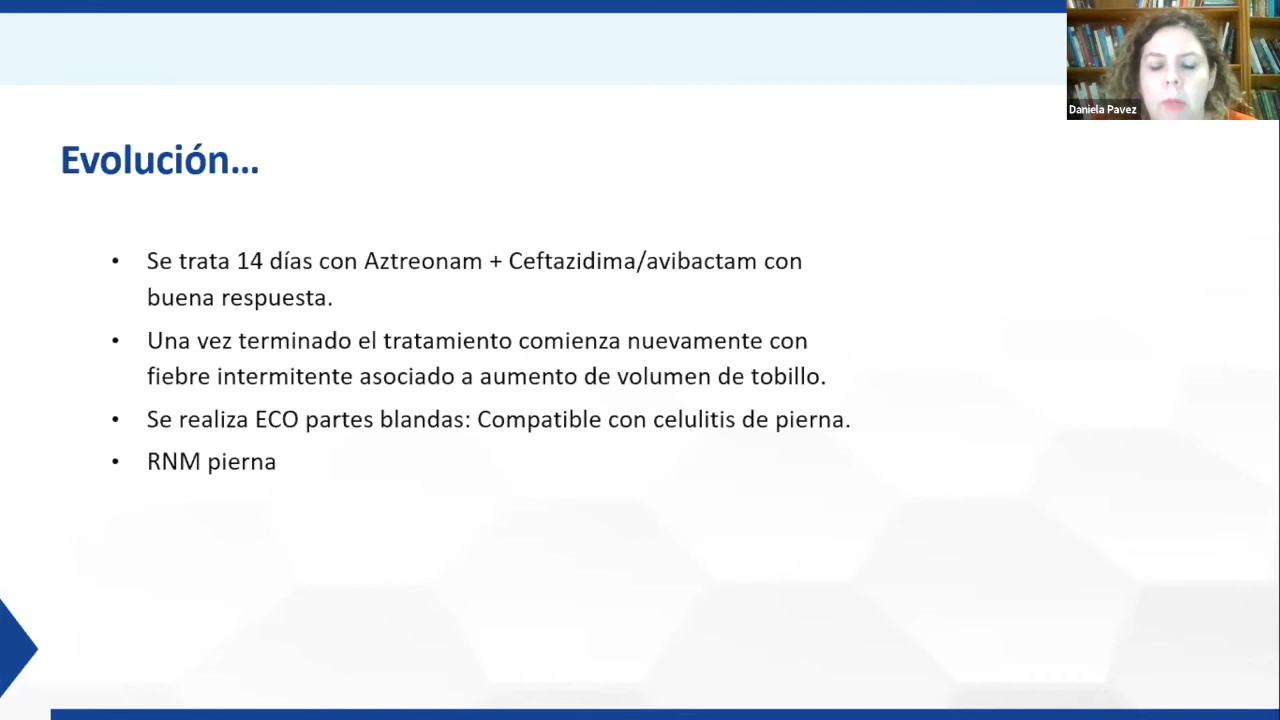 Daniela Pavez
Evolución...
• Se trata 14 días con Aztreonam + Ceftazidima/avibactam con
buena respuesta.
• Una vez terminado el tratamiento comienza nuevamente con
fiebre intermitente asociado a aumento de volumen de tobillo.
• Se realiza ECO partes blandas: Compatible con celulitis de pierna.
• RNM pierna